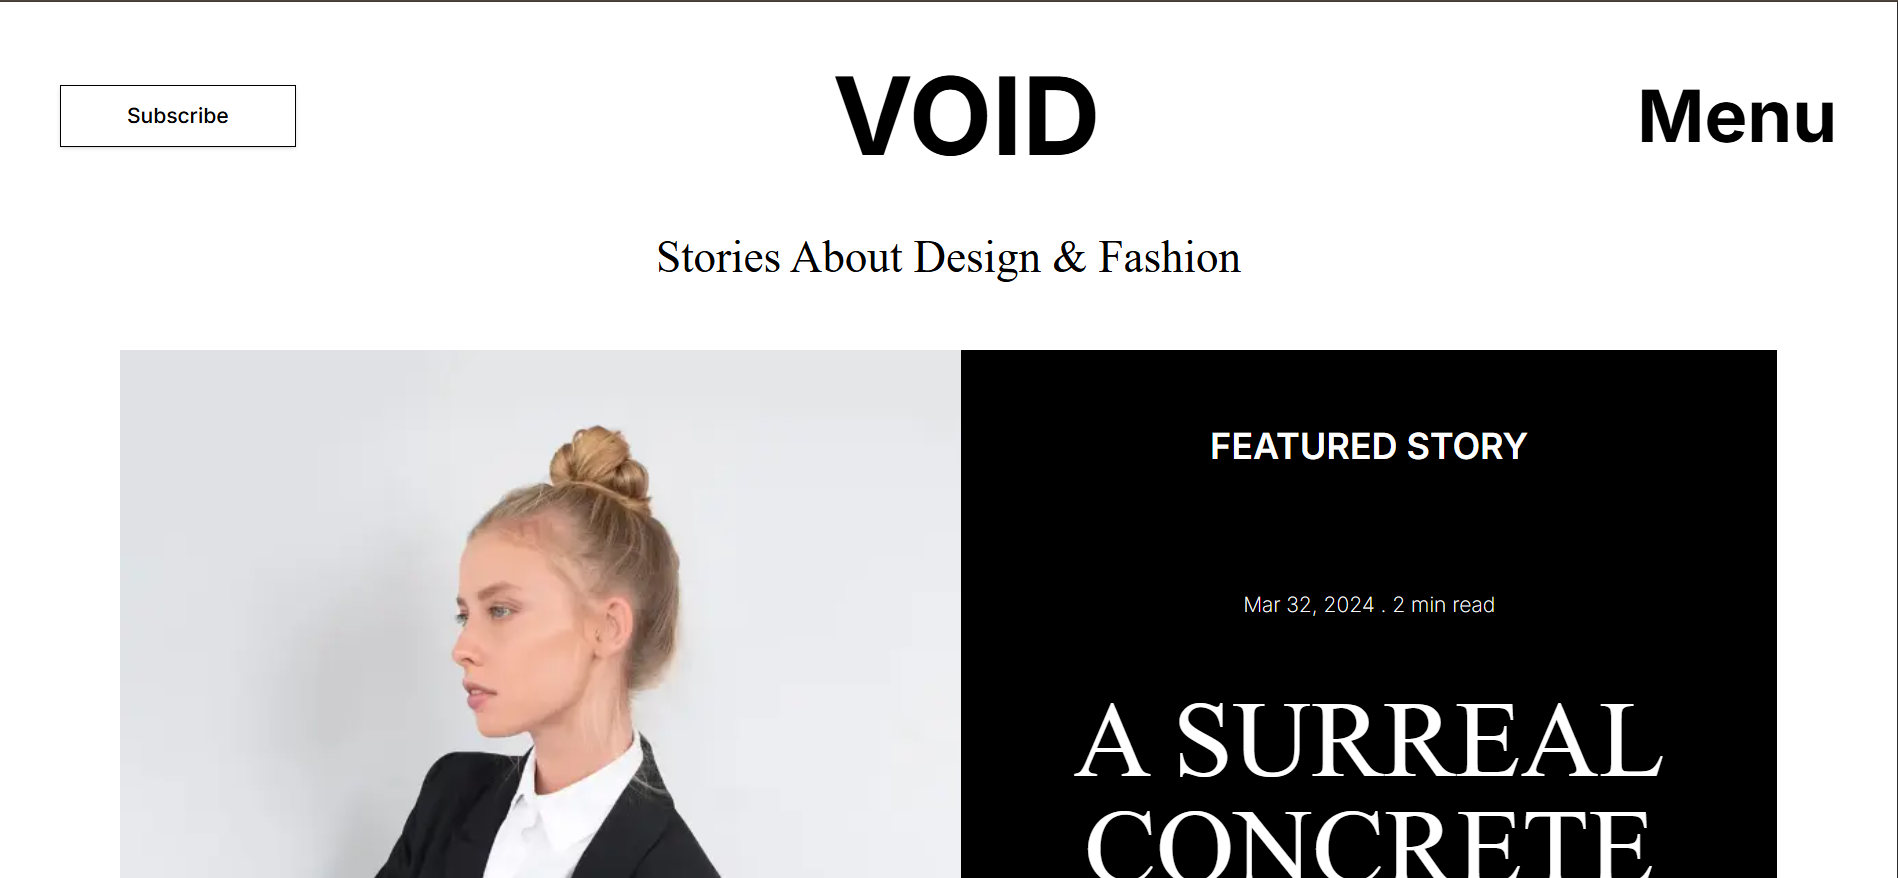 Subscribe
VOID
Menu
Stories About Design & Fashion
FEATURED STORY
Mar 32, 2024 . 2 min read
A SURREAL
CONCRETE